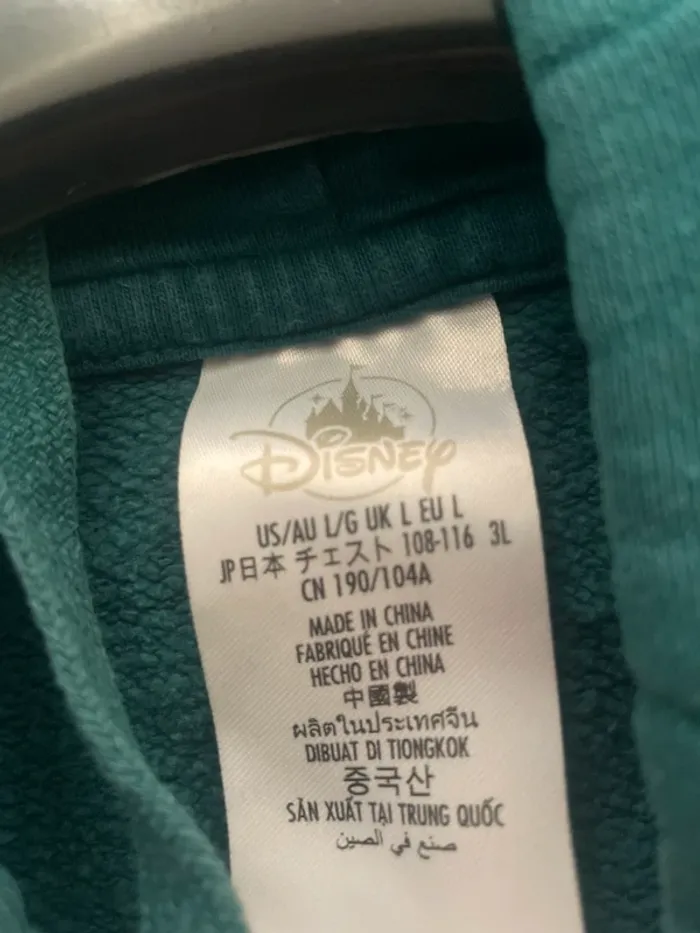 Disney
US/AU L/G UK L EU L
JP日本 チェスト 108-116 3L
CN 190/104A
MADE IN CHINA
FABRIQUÉ EN CHINE
HECHO EN CHINA
中國製
ผลิตในประเทศจีน
DIBUAT DI TIONGKOK
중국산
SẢN XUẤT TẠI TRUNG QUỐC
صنع في الصين